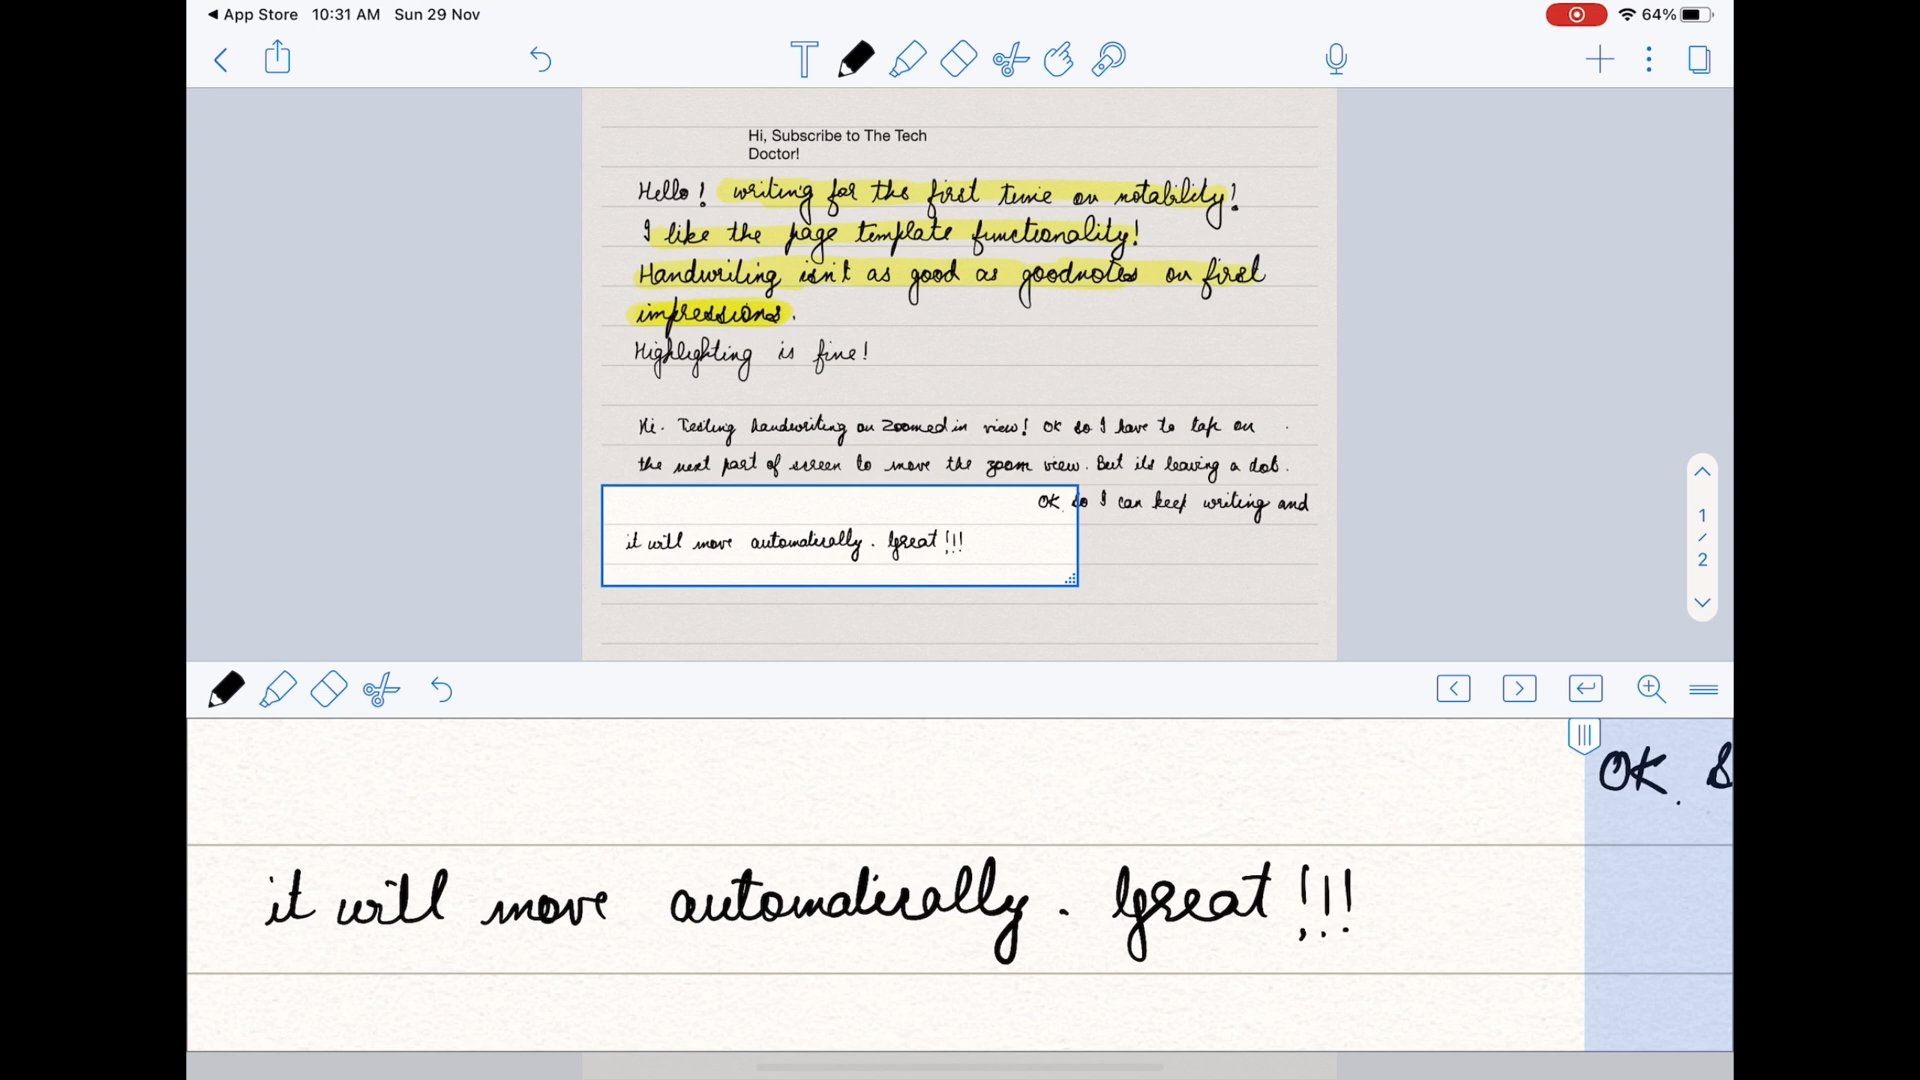 App Store 10:31 AM Sun 29 Nov 64%
Hi, Subscribe to The Tech
Doctor!
Hello! writing for the first time on notability!
I like the page template functionality!
Handwriting isn't as good as goodnotes on first
impressions.
Highlighting is fine!
Hi. Testing handwriting on Zoomed in view! OK so I have to tap on
the next part of screen to move the zoom view. But its leaving a dot.
OK. so I can keep writing and
it will move automatically. Great!!!
1
/
2
OK. S
it will move automatically. Great!!!